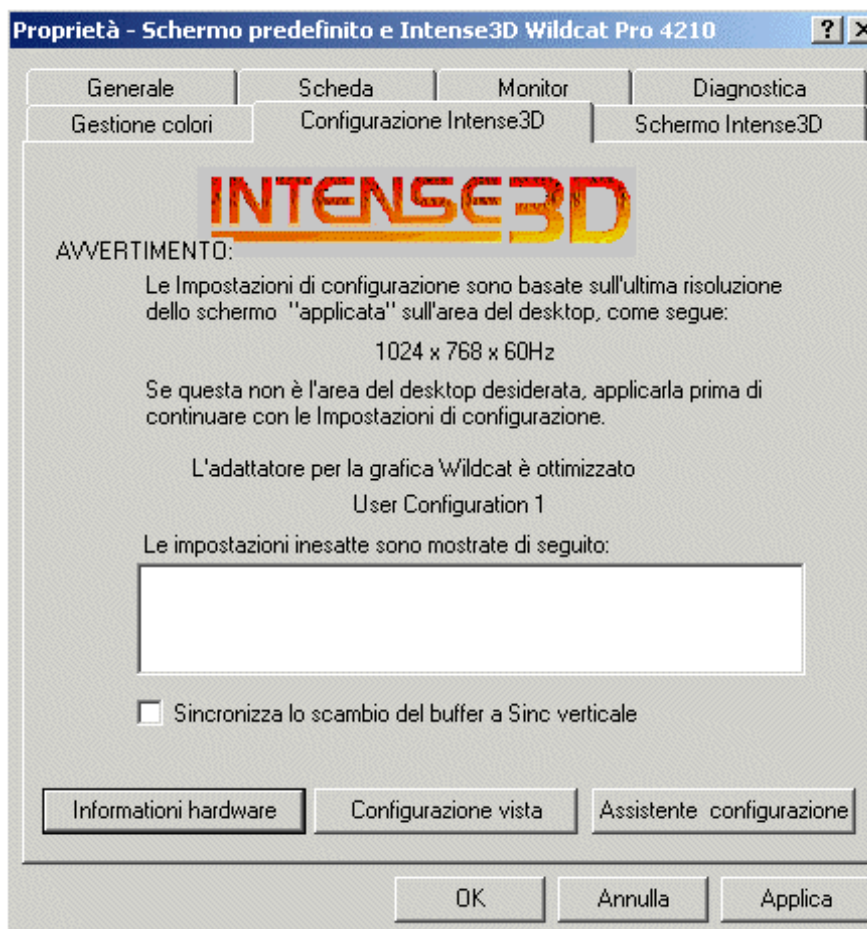 Proprietà - Schermo predefinito e Intense3D Wildcat Pro 4210
Generale Scheda Monitor Diagnostica
Gestione colori Configurazione Intense3D Schermo Intense3D
INTENSE3D
AVVERTIMENTO:
Le Impostazioni di configurazione sono basate sull'ultima risoluzione
dello schermo "applicata" sull'area del desktop, come segue:
1024 x 768 x 60Hz
Se questa non è l'area del desktop desiderata, applicarla prima di
continuare con le Impostazioni di configurazione.
L'adattatore per la grafica Wildcat è ottimizzato
User Configuration 1
Le impostazioni inesatte sono mostrate di seguito:
Sincronizza lo scambio del buffer a Sinc verticale
Informationi hardware Configurazione vista Assistente configurazione
OK Annulla Applica